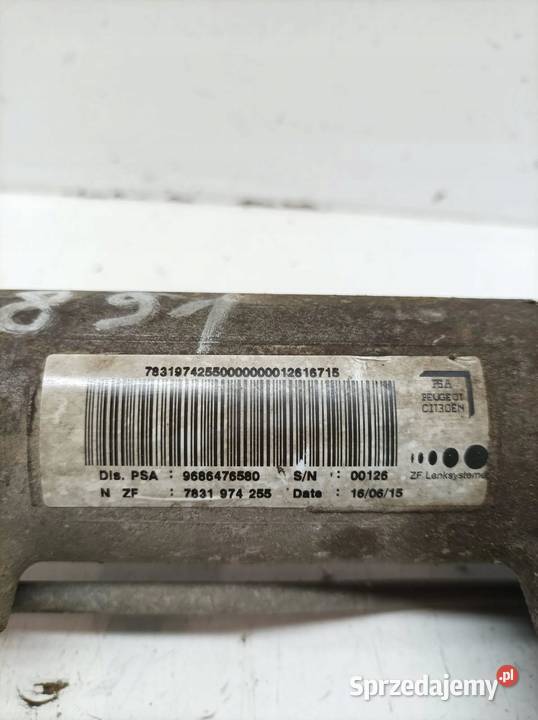 891
783197425500000000012616715
PSA
PEUGEOT
CITROËN
Dis. PSA : 9686476580 S/N : 00126
N ZF : 7831 974 255 Date : 16/06/15
ZF Lenksysteme
Sprzedajemy.pl